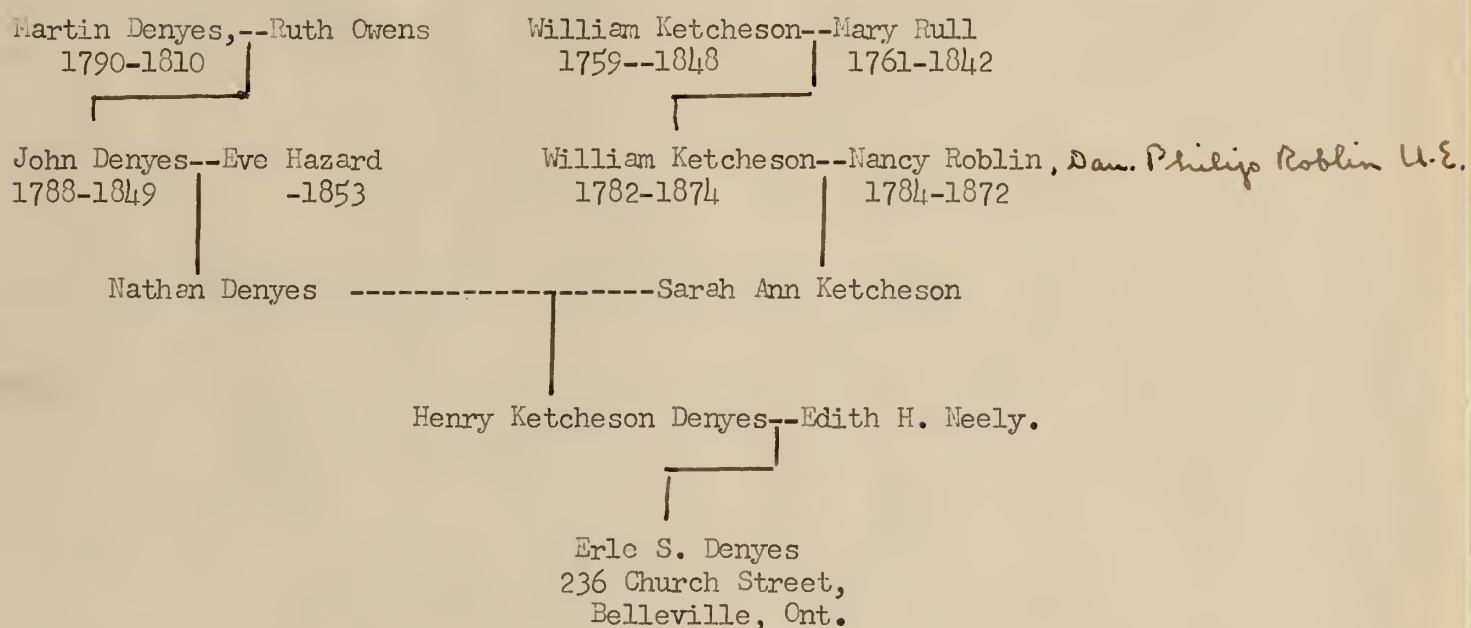 Martin Denyes,--Ruth Owens William Ketcheson--Mary Rull
1790-1810 1759--1848 1761-1842
John Denyes--Eve Hazard William Ketcheson--Nancy Roblin, Dau. Philip Roblin U.E.
1788-1849 -1853 1782-1874 1784-1872
Nathan Denyes -------------------Sarah Ann Ketcheson
Henry Ketcheson Denyes--Edith H. Neely.
Erle S. Denyes
236 Church Street,
Belleville, Ont.